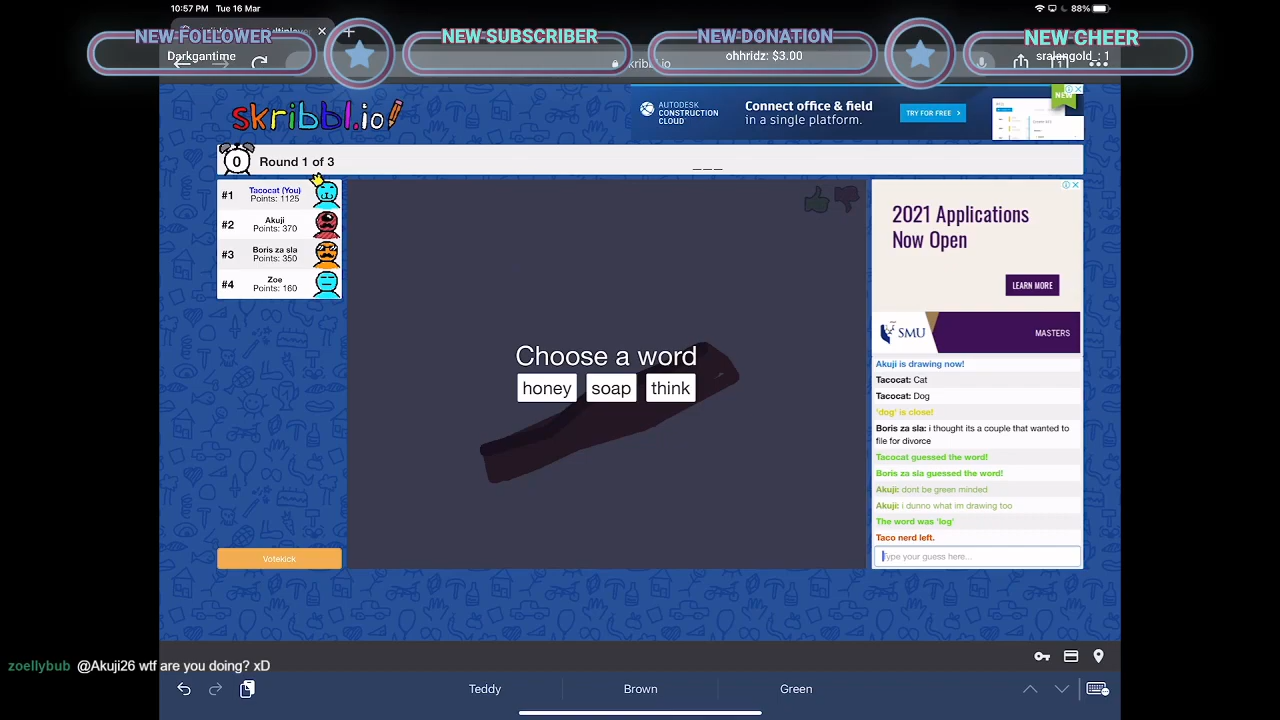 10:57 PM Tue 16 Mar
88%
NEW FOLLOWER
NEW SUBSCRIBER
NEW DONATION
NEW CHEER
Darkgantime
ohhridz: $3.00
sralangold_: 1
skribbl.io
AUTODESK
CONSTRUCTION
CLOUD
Connect office & field
in a single platform.
TRY FOR FREE >
NEW
0
Round 1 of 3
_ _ _
#1
Tacocat (You)
Points: 1125
#2
Akuji
Points: 370
#3
Boris za sla
Points: 350
#4
Zoe
Points: 160
Votekick
Choose a word
honey
soap
think
2021 Applications
Now Open
LEARN MORE
SMU
MASTERS
Akuji is drawing now!
Tacocat: Cat
Tacocat: Dog
'dog' is close!
Boris za sla: i thought its a couple that wanted to
file for divorce
Tacocat guessed the word!
Boris za sla guessed the word!
Akuji: dont be green minded
Akuji: i dunno what im drawing too
The word was 'log'
Taco nerd left.
Type your guess here...
zoellybub @Akuji26 wtf are you doing? xD
Teddy
Brown
Green